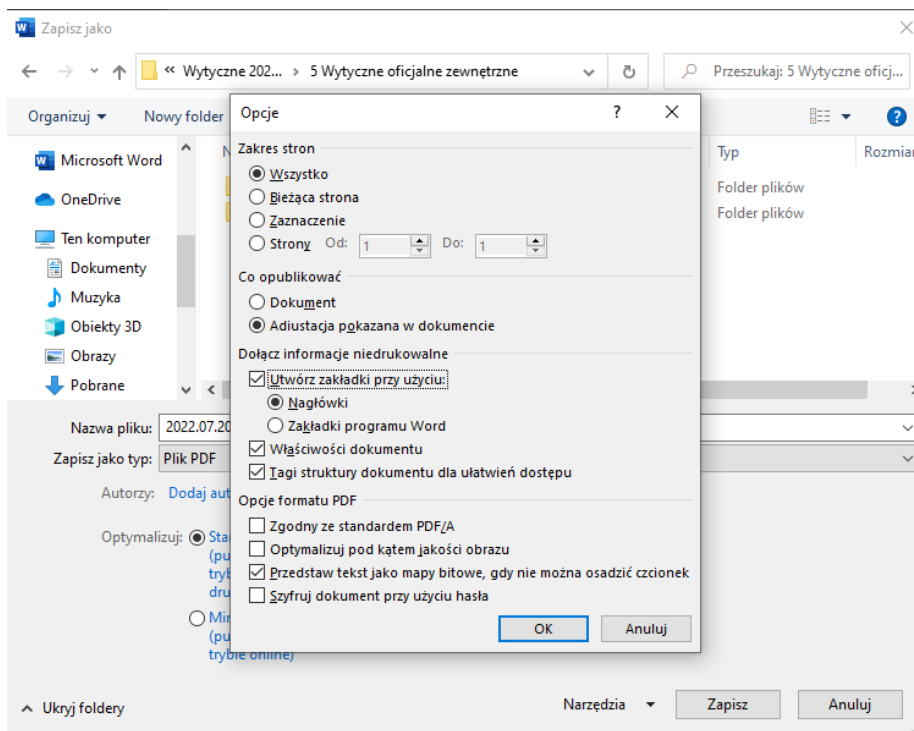 Zapisz jako
« Wytyczne 202... › 5 Wytyczne oficjalne zewnętrzne
Przeszukaj: 5 Wytyczne oficj...
Organizuj
Nowy folder
Microsoft Word
OneDrive
Ten komputer
Dokumenty
Muzyka
Obiekty 3D
Obrazy
Pobrane
N
Typ
Rozmiar
Folder plików
Folder plików
Nazwa pliku: 2022.07.20
Zapisz jako typ: Plik PDF
Autorzy: Dodaj aut
Optymalizuj: Sta
(pu
tryb
dru
Min
(pu
trybie online)
Ukryj foldery
Narzędzia
Zapisz
Anuluj
Opcje
?
Zakres stron
Wszystko
Bieżąca strona
Zaznaczenie
Strony Od: 1 Do: 1
Co opublikować
Dokument
Adiustacja pokazana w dokumencie
Dołącz informacje niedrukowalne
Utwórz zakładki przy użyciu:
Nagłówki
Zakładki programu Word
Właściwości dokumentu
Tagi struktury dokumentu dla ułatwień dostępu
Opcje formatu PDF
Zgodny ze standardem PDF/A
Optymalizuj pod kątem jakości obrazu
Przedstaw tekst jako mapy bitowe, gdy nie można osadzić czcionek
Szyfruj dokument przy użyciu hasła
OK
Anuluj